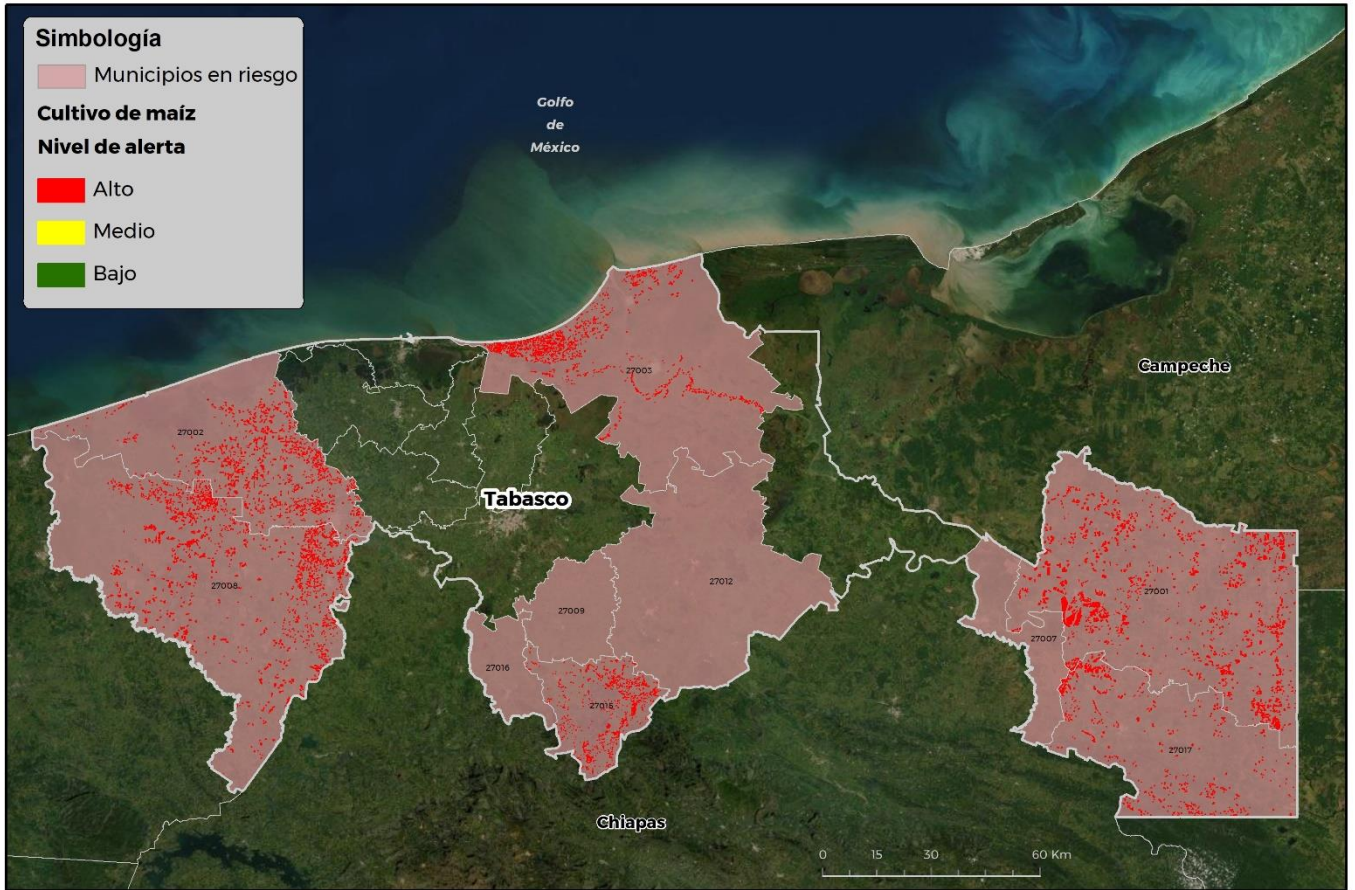 Simbología
Municipios en riesgo
Cultivo de maíz
Nivel de alerta
Alto
Medio
Bajo
Golfo
de
México
Campeche
27003
27002
Tabasco
27008
27009
27012
27001
27007
27016
27015
27017
Chiapas
0 15 30 60 Km